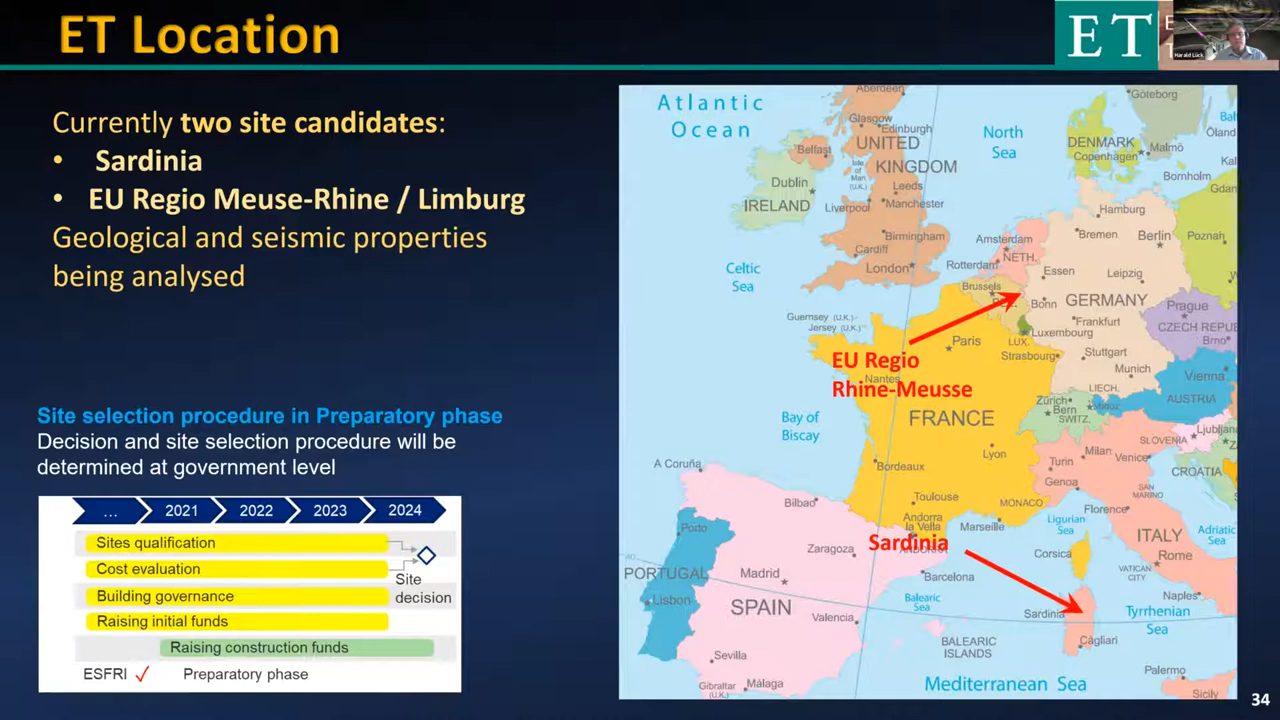 ET Location
ET
Harald Lück
Currently two site candidates:
• Sardinia
• EU Regio Meuse-Rhine / Limburg
Geological and seismic properties
being analysed
Site selection procedure in Preparatory phase
Decision and site selection procedure will be
determined at government level
... 2021 2022 2023 2024
Sites qualification
Cost evaluation
Site
decision
Building governance
Raising initial funds
Raising construction funds
ESFRI ✓ Preparatory phase
Atlantic
Ocean
Aberdeen
Glasgow
Edinburgh
UNITED
KINGDOM
North
Sea
Göteborg
DENMARK
Copenhagen
Malmö
Öland
Bornholm
Belfast
Isle
of
Man
(U.K.)
Leeds
Dublin
IRELAND
Liverpool
Manchester
Birmingham
Cardiff
London
Celtic
Sea
Amsterdam
NETH.
Rotterdam
Hamburg
Bremen
Berlin
Poznah
Essen
Leipzig
Brussels
Bonn
GERMANY
Prague
CZECH REPU
Brno
Frankfurt
Luxembourg
LUX.
Guernsey (U.K.)
Jersey (U.K.)
Paris
Strasbourg
Stuttgart
Munich
Vienna
EU Regio
Rhine-Meusse
Nantes
FRANCE
LIECH.
Zürich
Bern
SWITZ.
AUSTRIA
Bay of
Biscay
Lyon
SLOVENIA
Ljubljan
Milan
Venice
Turin
CROATIA
Genoa
SAN
MARINO
A Coruña
Bordeaux
Bilbao
Toulouse
MONACO
Florence
Andorra
la Vella
ANDORRA
Marseille
Ligurian
Sea
ITALY
Adriatic
Sea
Porto
Sardinia
Zaragoza
Corsica
Rome
VATICAN
CITY
PORTUGAL
Madrid
Barcelona
Lisbon
SPAIN
Balearic
Sea
Naples
Valencia
Sardinia
Tyrrhenian
Sea
Cágliari
BALEARIC
ISLANDS
Sevilla
Palermo
Gibraltar
(U.K.)
Málaga
Mediterranean Sea
Sicily
34